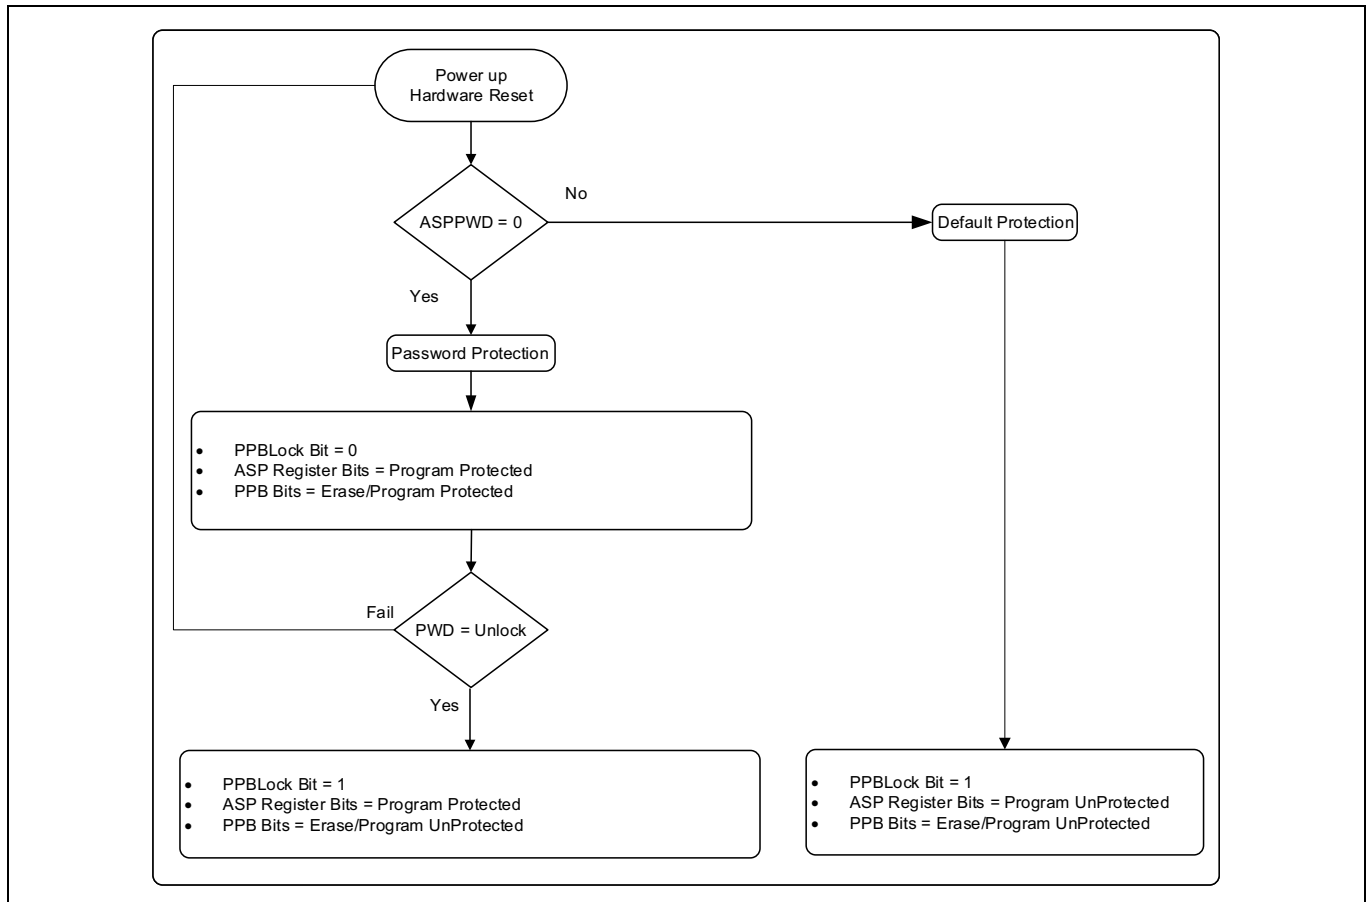 Power up
Hardware Reset
ASPPWD = 0
No
Default Protection
Yes
Password Protection
• PPBLock Bit = 0
• ASP Register Bits = Program Protected
• PPB Bits = Erase/Program Protected
Fail
PWD = Unlock
Yes
• PPBLock Bit = 1
• ASP Register Bits = Program Protected
• PPB Bits = Erase/Program UnProtected
• PPBLock Bit = 1
• ASP Register Bits = Program UnProtected
• PPB Bits = Erase/Program UnProtected